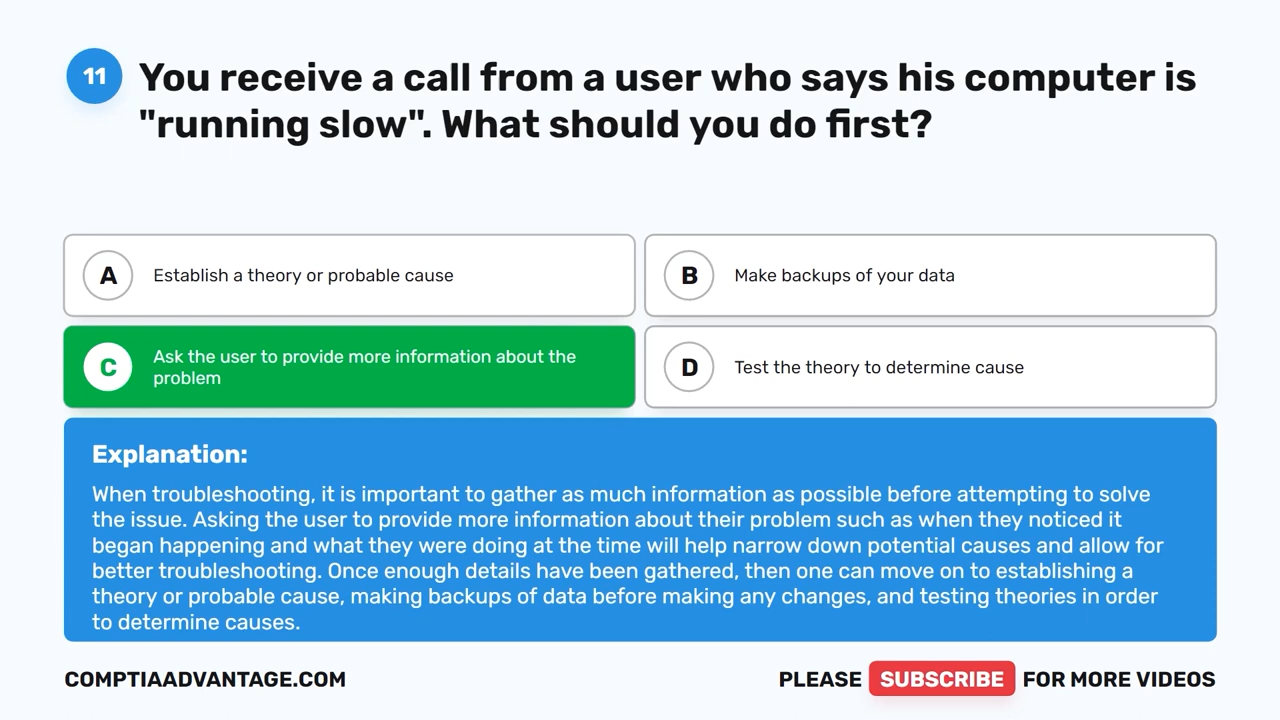 11
You receive a call from a user who says his computer is
"running slow". What should you do first?
A
Establish a theory or probable cause
B
Make backups of your data
C
Ask the user to provide more information about the
problem
D
Test the theory to determine cause
Explanation:
When troubleshooting, it is important to gather as much information as possible before attempting to solve
the issue. Asking the user to provide more information about their problem such as when they noticed it
began happening and what they were doing at the time will help narrow down potential causes and allow for
better troubleshooting. Once enough details have been gathered, then one can move on to establishing a
theory or probable cause, making backups of data before making any changes, and testing theories in order
to determine causes.
COMPTIAADVANTAGE.COM
PLEASE SUBSCRIBE FOR MORE VIDEOS